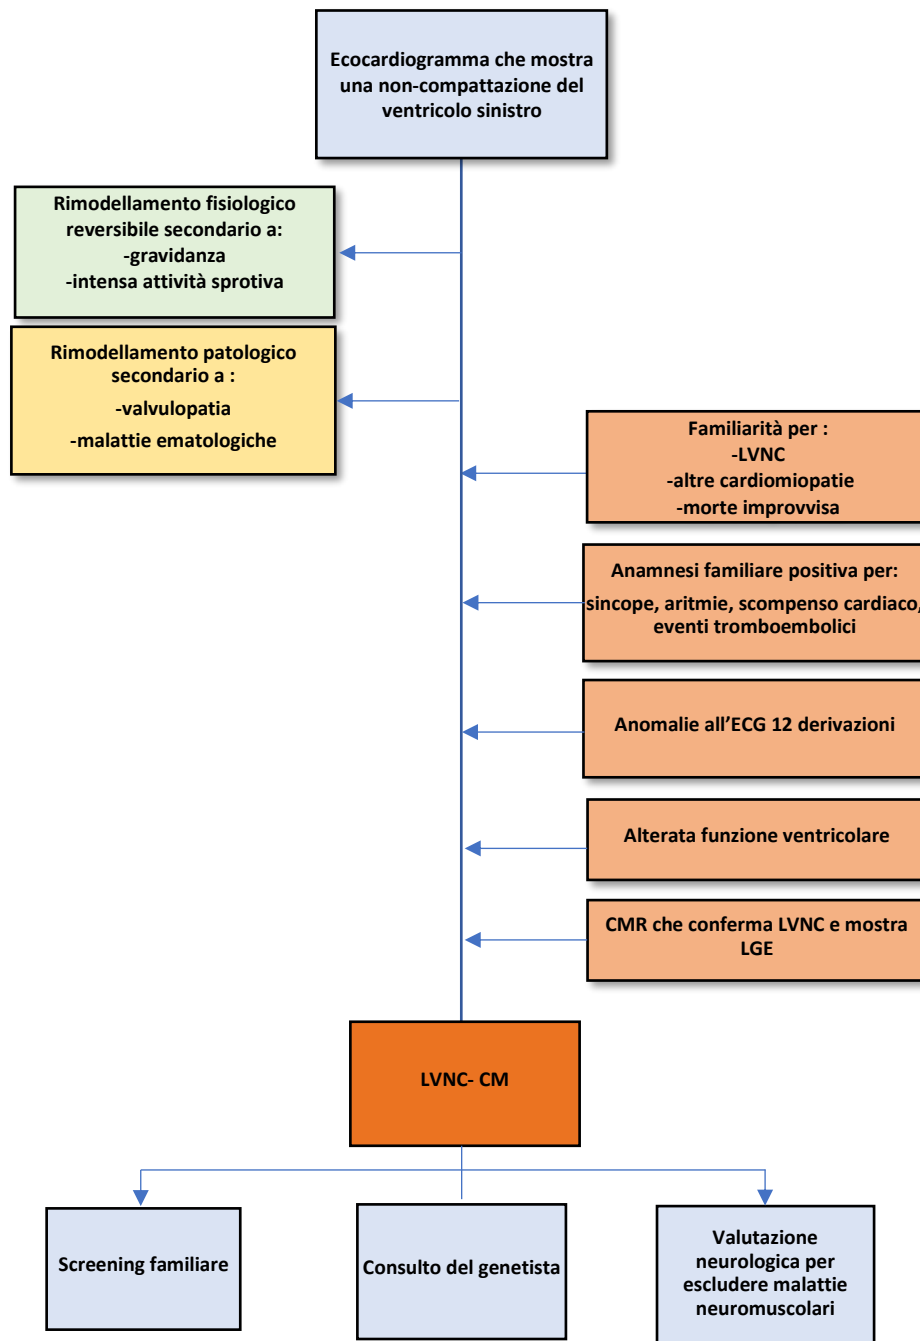 Ecocardiogramma che mostra
una non-compattazione del
ventricolo sinistro
Rimodellamento fisiologico
reversibile secondario a:
-gravidanza
-intensa attività sprotiva
Rimodellamento patologico
secondario a :
-valvulopatia
-malattie ematologiche
Familiarità per :
-LVNC
-altre cardiomiopatie
-morte improvvisa
Anamnesi familiare positiva per:
sincope, aritmie, scompenso cardiaco,
eventi tromboembolici
Anomalie all’ECG 12 derivazioni
Alterata funzione ventricolare
CMR che conferma LVNC e mostra
LGE
LVNC- CM
Screening familiare
Consulto del genetista
Valutazione
neurologica per
escludere malattie
neuromuscolari